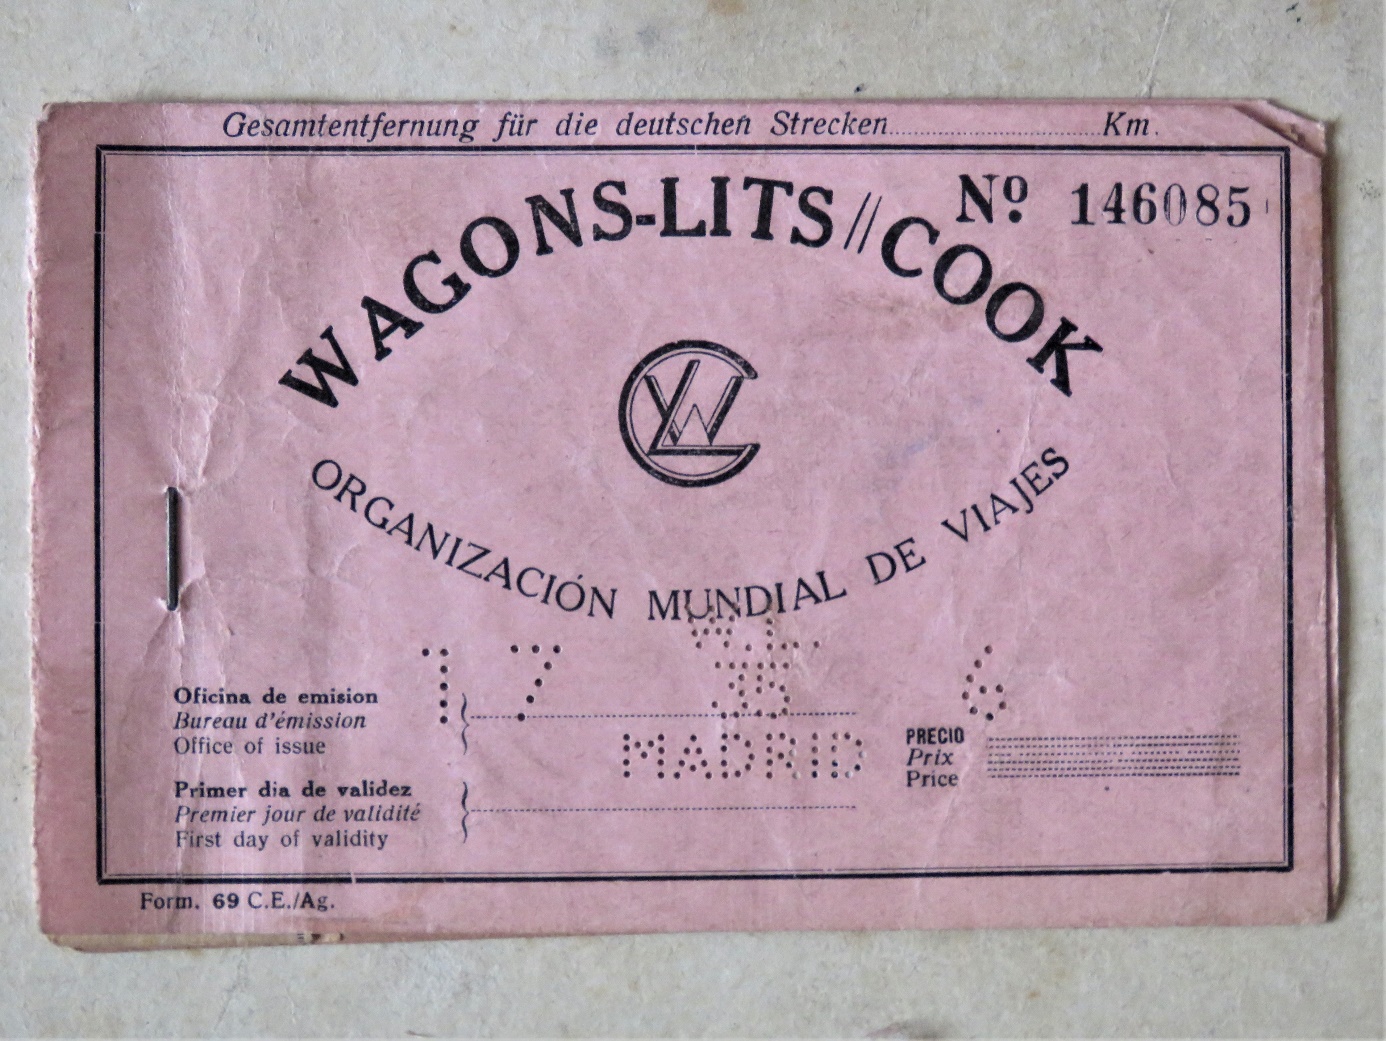 Gesamtentfernung für die deutschen Strecken..............................Km.
Nº 146085
WAGONS-LITS // COOK
ORGANIZACIÓN MUNDIAL DE VIAJES
17 6
Oficina de emision
Bureau d'émission
Office of issue
MADRID
PRECIO
Prix
Price
Primer dia de validez
Premier jour de validité
First day of validity
Form. 69 C.E./Ag.